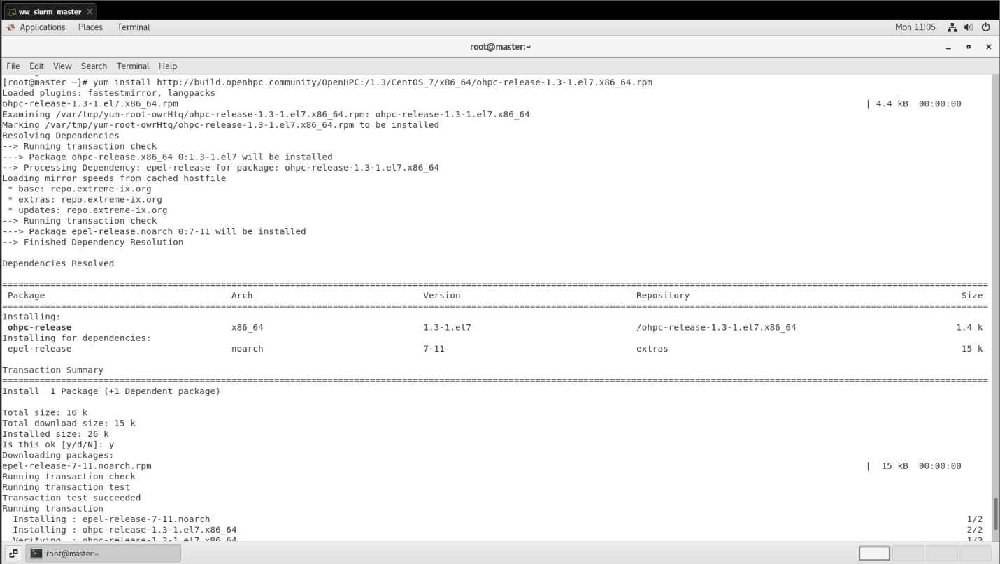 ww_slurm_master
Applications Places Terminal Mon 11:05
root@master:~
File Edit View Search Terminal Help
[root@master ~]# yum install http://build.openhpc.community/OpenHPC:/1.3/CentOS_7/x86_64/ohpc-release-1.3-1.el7.x86_64.rpm
Loaded plugins: fastestmirror, langpacks
ohpc-release-1.3-1.el7.x86_64.rpm | 4.4 kB 00:00:00
Examining /var/tmp/yum-root-owrHtq/ohpc-release-1.3-1.el7.x86_64.rpm: ohpc-release-1.3-1.el7.x86_64
Marking /var/tmp/yum-root-owrHtq/ohpc-release-1.3-1.el7.x86_64.rpm to be installed
Resolving Dependencies
--> Running transaction check
---> Package ohpc-release.x86_64 0:1.3-1.el7 will be installed
--> Processing Dependency: epel-release for package: ohpc-release-1.3-1.el7.x86_64
Loading mirror speeds from cached hostfile
* base: repo.extreme-ix.org
* extras: repo.extreme-ix.org
* updates: repo.extreme-ix.org
--> Running transaction check
---> Package epel-release.noarch 0:7-11 will be installed
--> Finished Dependency Resolution
Dependencies Resolved
================================================================================
Package Arch Version Repository Size
================================================================================
Installing:
ohpc-release x86_64 1.3-1.el7 /ohpc-release-1.3-1.el7.x86_64 1.4 k
Installing for dependencies:
epel-release noarch 7-11 extras 15 k
Transaction Summary
================================================================================
Install 1 Package (+1 Dependent package)
Total size: 16 k
Total download size: 15 k
Installed size: 26 k
Is this ok [y/d/N]: y
Downloading packages:
epel-release-7-11.noarch.rpm | 15 kB 00:00:00
Running transaction check
Running transaction test
Transaction test succeeded
Running transaction
Installing : epel-release-7-11.noarch 1/2
Installing : ohpc-release-1.3-1.el7.x86_64 2/2
Verifying : ohpc-release-1.3-1.el7.x86_64 1/2
root@master:~